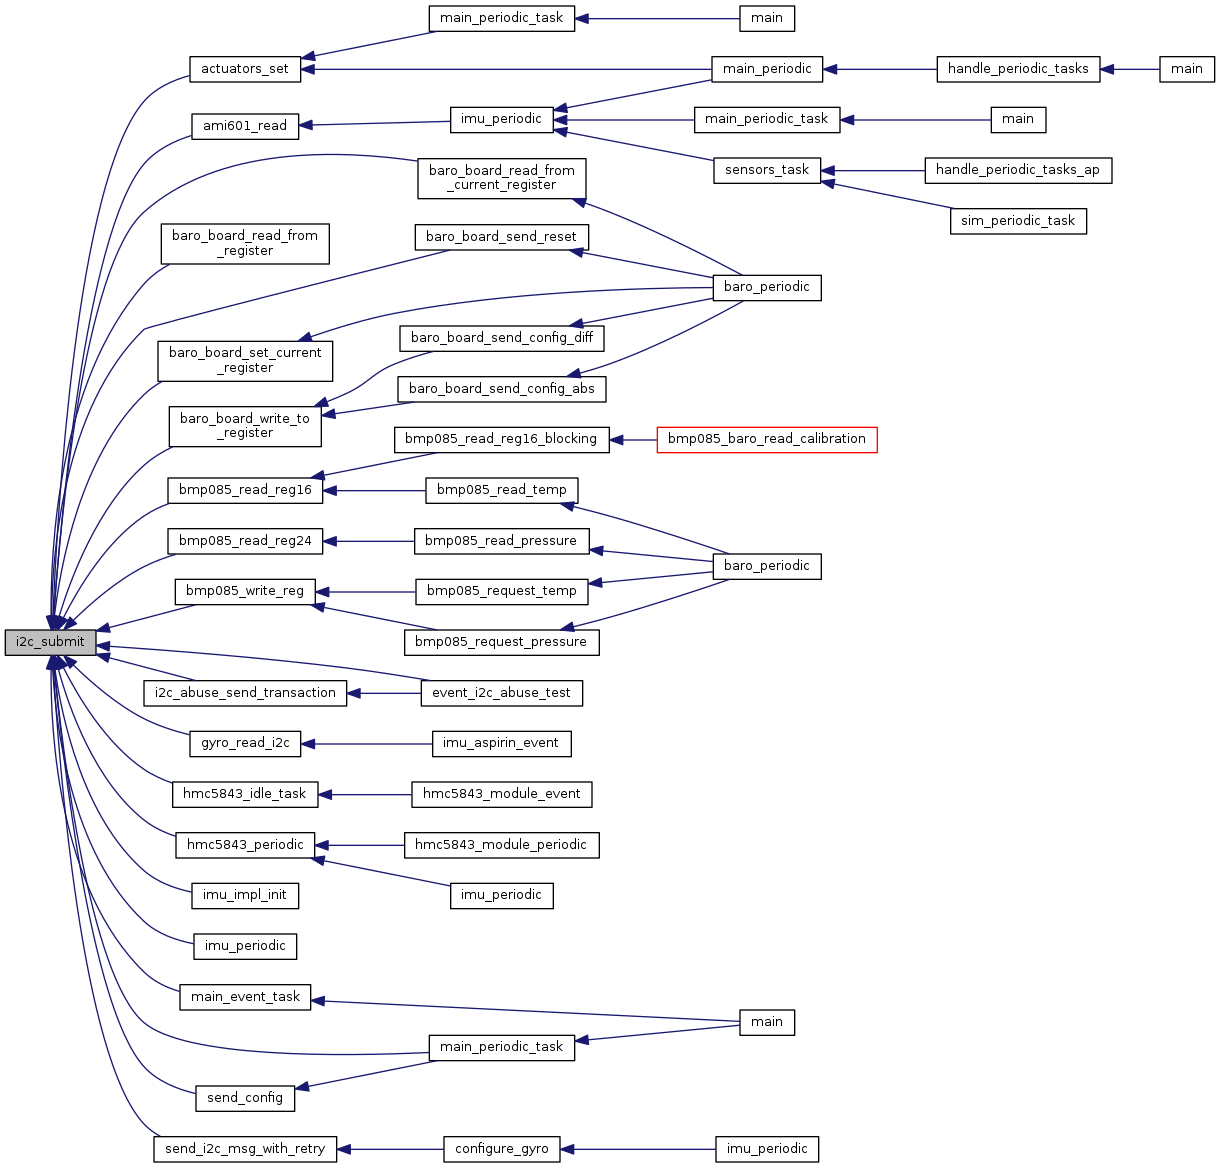 main_periodic_task
main
actuators_set
main_periodic
handle_periodic_tasks
main
ami601_read
imu_periodic
main_periodic_task
main
baro_board_read_from
_current_register
sensors_task
handle_periodic_tasks_ap
sim_periodic_task
baro_board_read_from
_register
baro_board_send_reset
baro_periodic
baro_board_set_current
_register
baro_board_send_config_diff
baro_board_send_config_abs
baro_board_write_to
_register
bmp085_read_reg16_blocking
bmp085_baro_read_calibration
bmp085_read_reg16
bmp085_read_temp
bmp085_read_reg24
bmp085_read_pressure
baro_periodic
bmp085_write_reg
bmp085_request_temp
i2c_submit
bmp085_request_pressure
i2c_abuse_send_transaction
event_i2c_abuse_test
gyro_read_i2c
imu_aspirin_event
hmc5843_idle_task
hmc5843_module_event
hmc5843_periodic
hmc5843_module_periodic
imu_impl_init
imu_periodic
imu_periodic
main_event_task
main
main_periodic_task
send_config
send_i2c_msg_with_retry
configure_gyro
imu_periodic